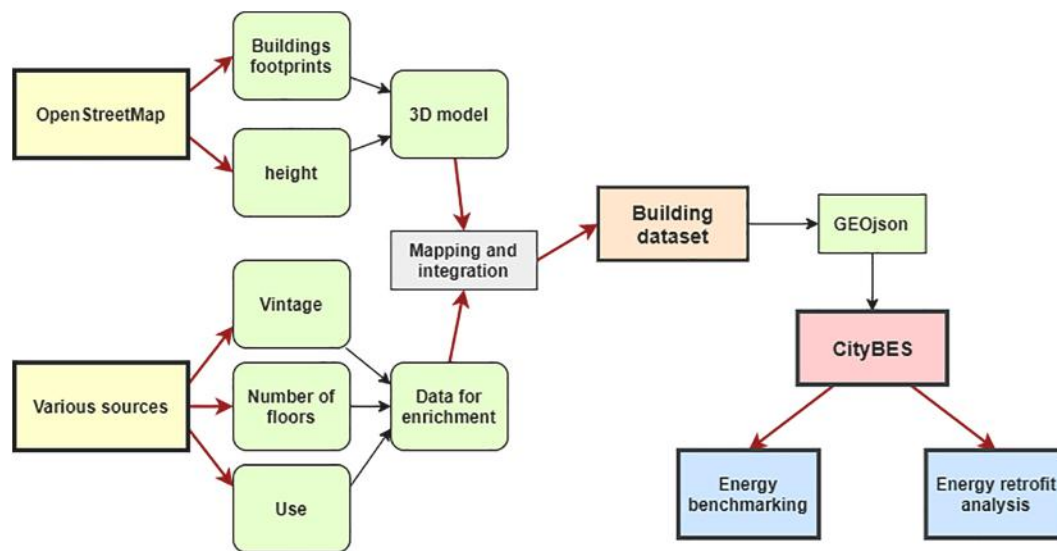 Buildings
footprints
OpenStreetMap
3D model
height
Building
dataset
GEOjson
Mapping and
integration
Vintage
CityBES
Various sources
Number of
floors
Data for
enrichment
Use
Energy
benchmarking
Energy retrofit
analysis